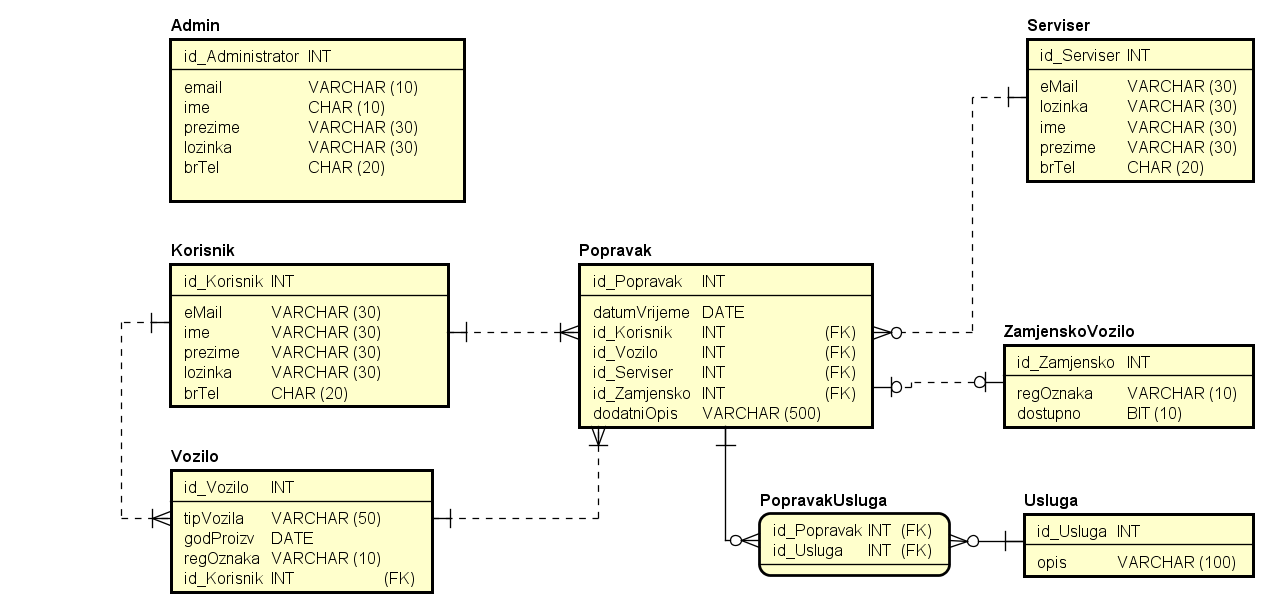 Admin
id_Administrator INT
email VARCHAR (10)
ime CHAR (10)
prezime VARCHAR (30)
lozinka VARCHAR (30)
brTel CHAR (20)
Serviser
id_Serviser INT
eMail VARCHAR (30)
lozinka VARCHAR (30)
ime VARCHAR (30)
prezime VARCHAR (30)
brTel CHAR (20)
Korisnik
id_Korisnik INT
eMail VARCHAR (30)
ime VARCHAR (30)
prezime VARCHAR (30)
lozinka VARCHAR (30)
brTel CHAR (20)
Popravak
id_Popravak INT
datumVrijeme DATE
id_Korisnik INT (FK)
id_Vozilo INT (FK)
id_Serviser INT (FK)
id_Zamjensko INT (FK)
dodatniOpis VARCHAR (500)
ZamjenskoVozilo
id_Zamjensko INT
regOznaka VARCHAR (10)
dostupno BIT (10)
Vozilo
id_Vozilo INT
tipVozila VARCHAR (50)
godProizv DATE
regOznaka VARCHAR (10)
id_Korisnik INT (FK)
PopravakUsluga
id_Popravak INT (FK)
id_Usluga INT (FK)
Usluga
id_Usluga INT
opis VARCHAR (100)